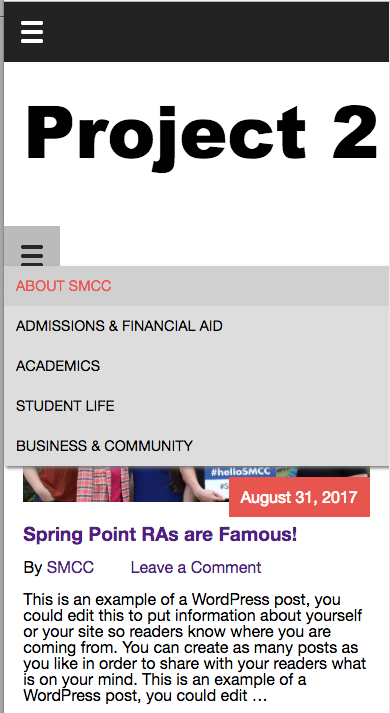 Project 2
ABOUT SMCC
ADMISSIONS & FINANCIAL AID
ACADEMICS
STUDENT LIFE
BUSINESS & COMMUNITY
#helloSMCC
August 31, 2017
Spring Point RAs are Famous!
By SMCC Leave a Comment
This is an example of a WordPress post, you
could edit this to put information about yourself
or your site so readers know where you are
coming from. You can create as many posts as
you like in order to share with your readers what
is on your mind. This is an example of a
WordPress post, you could edit …